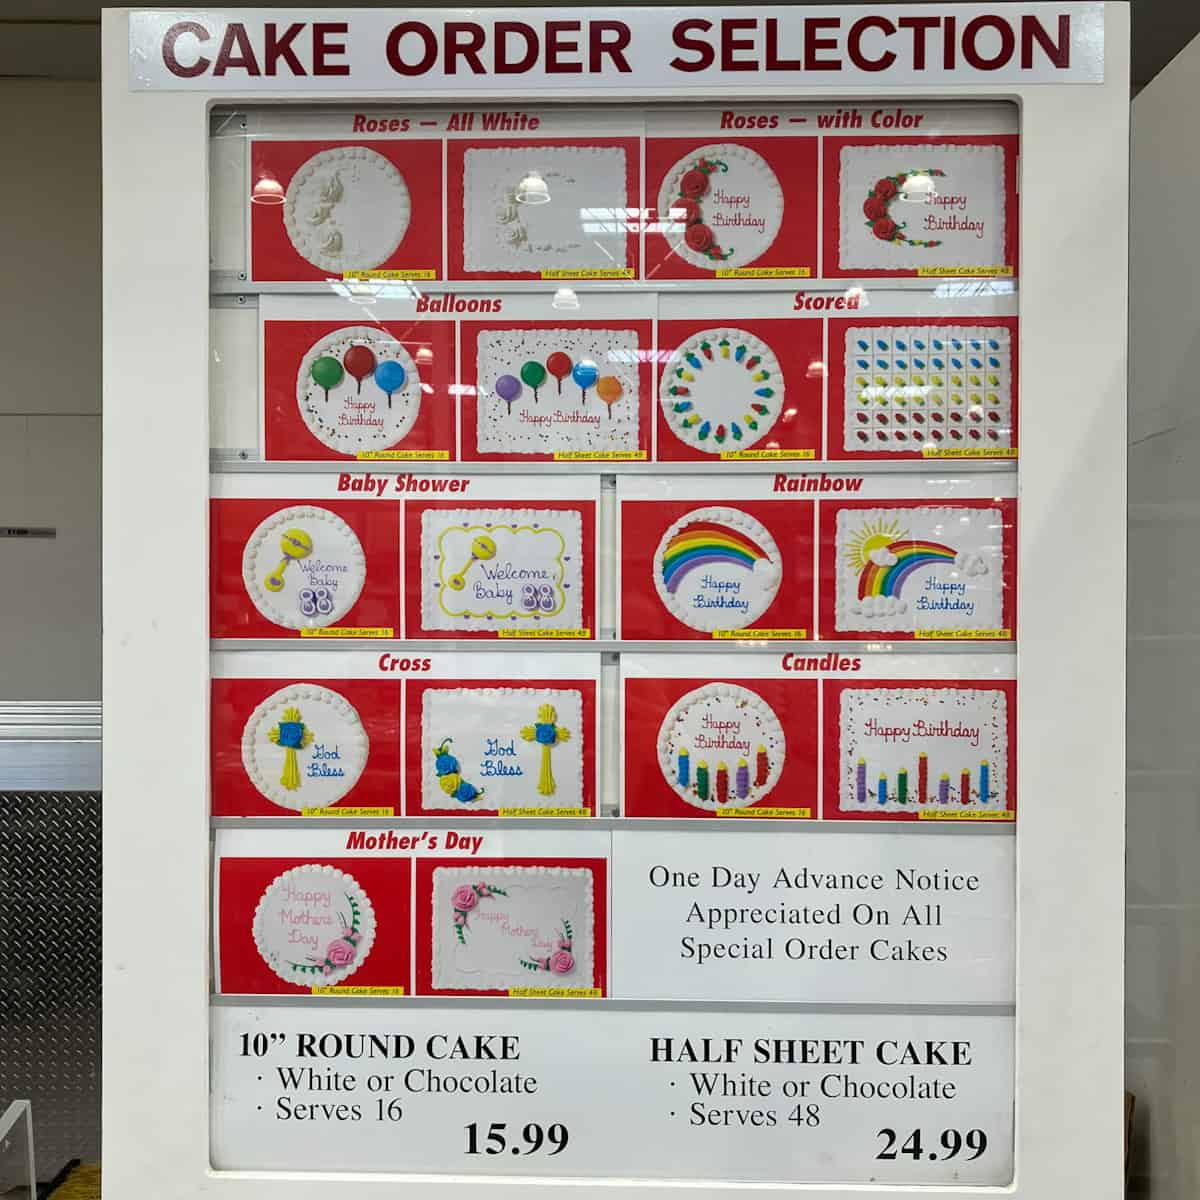 CAKE ORDER SELECTION
Roses — All White
Roses — with Color
Happy
Birthday
Happy
Birthday
10" Round Cake Serves 16
Half Sheet Cake Serves 48
10" Round Cake Serves 16
Half Sheet Cake Serves 48
Balloons
Scored
Happy
Birthday
Happy Birthday
10" Round Cake Serves 16
Half Sheet Cake Serves 48
10" Round Cake Serves 16
Half Sheet Cake Serves 48
Baby Shower
Rainbow
Welcome
Baby
Welcome
Baby
Happy
Birthday
Happy
Birthday
10" Round Cake Serves 16
Half Sheet Cake Serves 48
10" Round Cake Serves 16
Half Sheet Cake Serves 48
Cross
Candles
God
Bless
God
Bless
Happy
Birthday
Happy Birthday
10" Round Cake Serves 16
Half Sheet Cake Serves 48
10" Round Cake Serves 16
Half Sheet Cake Serves 48
Mother's Day
Happy
Mothers
Day
Happy
Mothers
Day
10" Round Cake Serves 16
Half Sheet Cake Serves 48
One Day Advance Notice
Appreciated On All
Special Order Cakes
10” ROUND CAKE
· White or Chocolate
· Serves 16
15.99
HALF SHEET CAKE
· White or Chocolate
· Serves 48
24.99